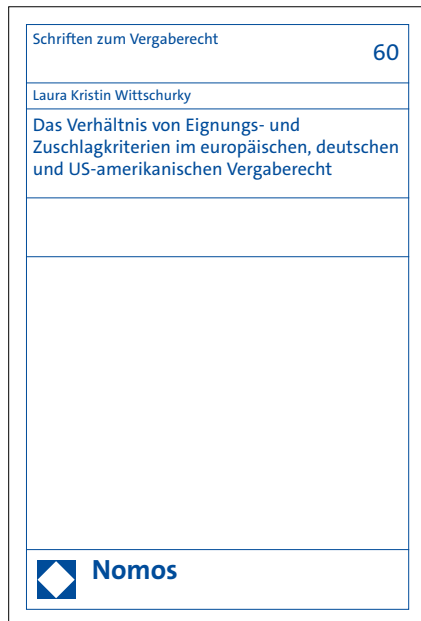 Schriften zum Vergaberecht
60
Laura Kristin Wittschurky
Das Verhältnis von Eignungs- und
Zuschlagkriterien im europäischen, deutschen
und US-amerikanischen Vergaberecht
Nomos